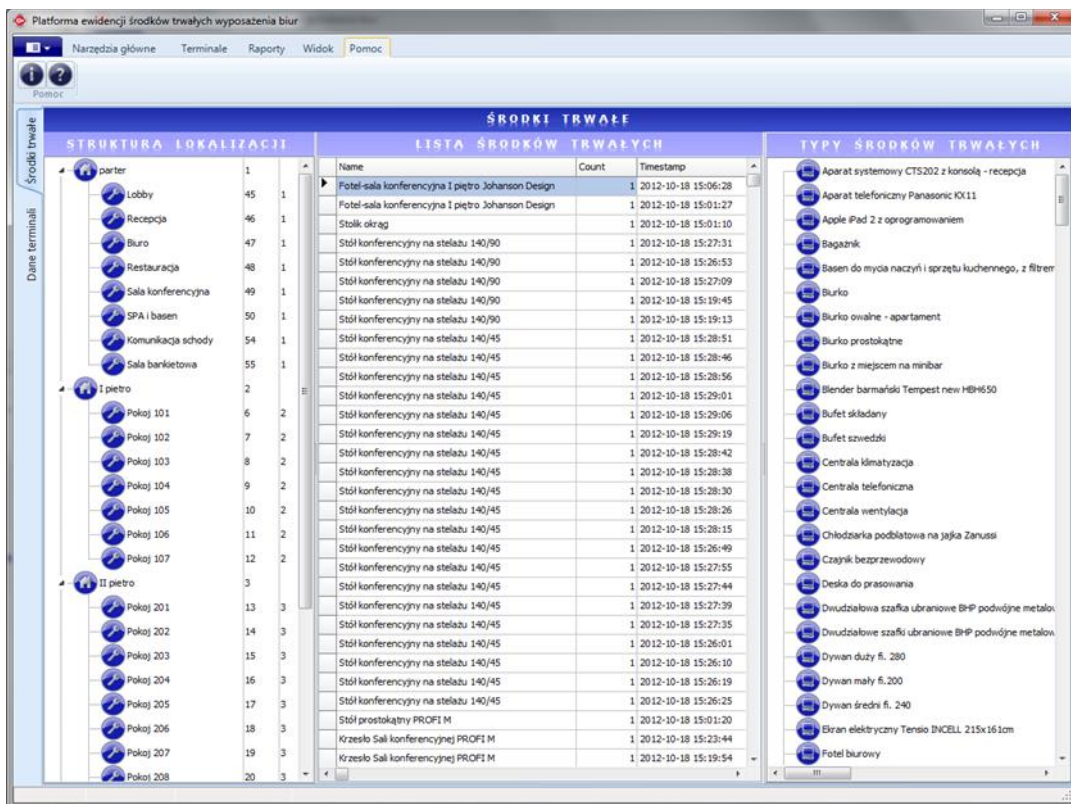 Platforma ewidencji środków trwałych wyposażenia biur
Narzędzia główne Terminale Raporty Widok Pomoc
Pomoc
Środki trwałe
Dane terminali
ŚRODKI TRWAŁE
STRUKTURA LOKALIZACJI
parter 1
Lobby 45 1
Recepcja 46 1
Biuro 47 1
Restauracja 48 1
Sala konferencyjna 49 1
SPA i basen 50 1
Komunikacja schody 54 1
Sala bankietowa 55 1
I pietro 2
Pokoj 101 6 2
Pokoj 102 7 2
Pokoj 103 8 2
Pokoj 104 9 2
Pokoj 105 10 2
Pokoj 106 11 2
Pokoj 107 12 2
II pietro 3
Pokoj 201 13 3
Pokoj 202 14 3
Pokoj 203 15 3
Pokoj 204 16 3
Pokoj 205 17 3
Pokoj 206 18 3
Pokoj 207 19 3
Pokoj 208 20 3
LISTA ŚRODKÓW TRWAŁYCH
Name Count Timestamp
Fotel-sala konferencyjna I piętro Johanson Design 1 2012-10-18 15:06:28
Fotel-sala konferencyjna I piętro Johanson Design 1 2012-10-18 15:01:27
Stolik okrąg 1 2012-10-18 15:01:10
Stół konferencyjny na stelażu 140/90 1 2012-10-18 15:27:31
Stół konferencyjny na stelażu 140/90 1 2012-10-18 15:26:53
Stół konferencyjny na stelażu 140/90 1 2012-10-18 15:27:09
Stół konferencyjny na stelażu 140/90 1 2012-10-18 15:19:45
Stół konferencyjny na stelażu 140/90 1 2012-10-18 15:19:13
Stół konferencyjny na stelażu 140/45 1 2012-10-18 15:28:51
Stół konferencyjny na stelażu 140/45 1 2012-10-18 15:28:46
Stół konferencyjny na stelażu 140/45 1 2012-10-18 15:28:56
Stół konferencyjny na stelażu 140/45 1 2012-10-18 15:29:01
Stół konferencyjny na stelażu 140/45 1 2012-10-18 15:29:06
Stół konferencyjny na stelażu 140/45 1 2012-10-18 15:29:19
Stół konferencyjny na stelażu 140/45 1 2012-10-18 15:28:42
Stół konferencyjny na stelażu 140/45 1 2012-10-18 15:28:38
Stół konferencyjny na stelażu 140/45 1 2012-10-18 15:28:30
Stół konferencyjny na stelażu 140/45 1 2012-10-18 15:28:26
Stół konferencyjny na stelażu 140/45 1 2012-10-18 15:28:15
Stół konferencyjny na stelażu 140/45 1 2012-10-18 15:26:49
Stół konferencyjny na stelażu 140/45 1 2012-10-18 15:27:55
Stół konferencyjny na stelażu 140/45 1 2012-10-18 15:27:44
Stół konferencyjny na stelażu 140/45 1 2012-10-18 15:27:39
Stół konferencyjny na stelażu 140/45 1 2012-10-18 15:27:35
Stół konferencyjny na stelażu 140/45 1 2012-10-18 15:26:01
Stół konferencyjny na stelażu 140/45 1 2012-10-18 15:26:10
Stół konferencyjny na stelażu 140/45 1 2012-10-18 15:26:19
Stół konferencyjny na stelażu 140/45 1 2012-10-18 15:26:25
Stół prostokątny PROFI M 1 2012-10-18 15:01:20
Krzesło Sali konferencyjnej PROFI M 1 2012-10-18 15:23:44
Krzesło Sali konferencyjnej PROFI M 1 2012-10-18 15:19:54
TYPY ŚRODKÓW TRWAŁYCH
Aparat systemowy CTS202 z konsolą - recepcja
Aparat telefoniczny Panasonic KX11
Apple iPad 2 z oprogramowaniem
Bagażnik
Basen do mycia naczyń i sprzętu kuchennego, z filtrem
Biurko
Biurko owalne - apartament
Biurko prostokątne
Biurko z miejscem na minibar
Blender barmański Tempest new HBH650
Bufet składany
Bufet szwedzki
Centrala klimatyzacja
Centrala telefoniczna
Centrala wentylacja
Chłodziarka podblatowa na jajka Zanussi
Czajnik bezprzewodowy
Deska do prasowania
Dwudziałowa szafka ubraniowe BHP podwójne metalow
Dwudziałowe szafki ubraniowe BHP podwójne metalow
Dywan duży fi. 280
Dywan mały fi.200
Dywan średni fi. 240
Ekran elektryczny Tensio INCELL 215x161cm
Fotel biurowy